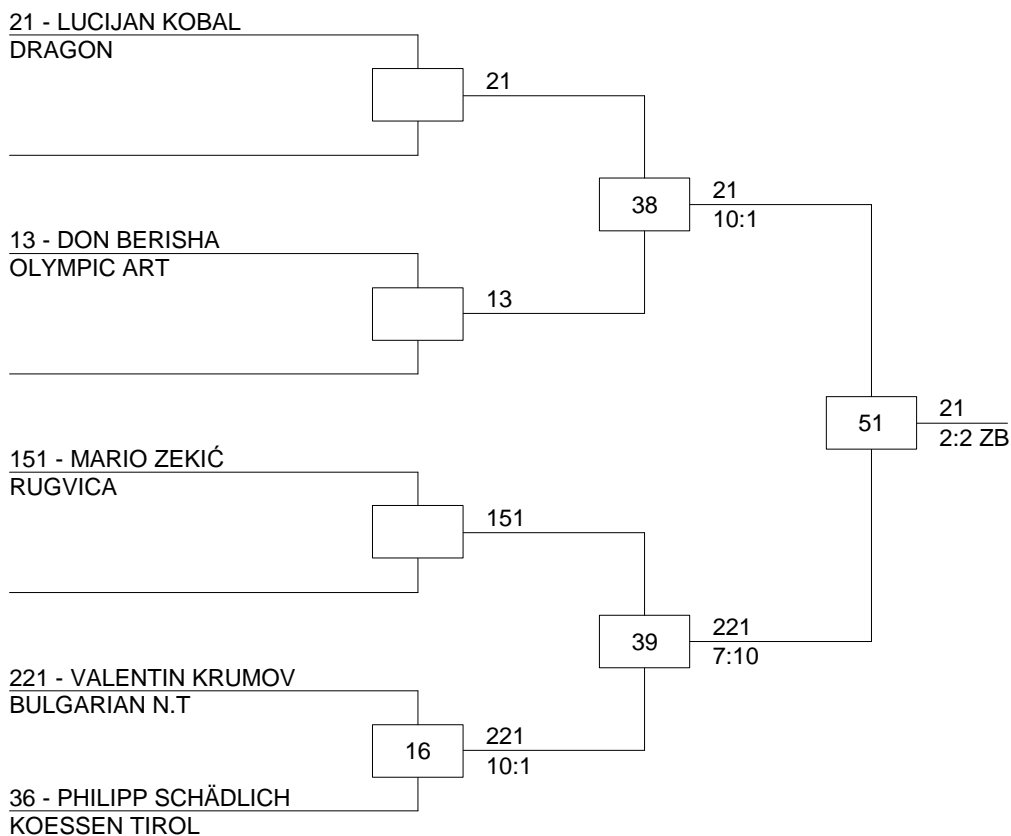 21 - LUCIJAN KOBAL
DRAGON
21
38
21
10:1
13 - DON BERISHA
OLYMPIC ART
13
51
21
2:2 ZB
151 - MARIO ZEKIĆ
RUGVICA
151
39
221
7:10
221 - VALENTIN KRUMOV
BULGARIAN N.T
16
221
10:1
36 - PHILIPP SCHÄDLICH
KOESSEN TIROL